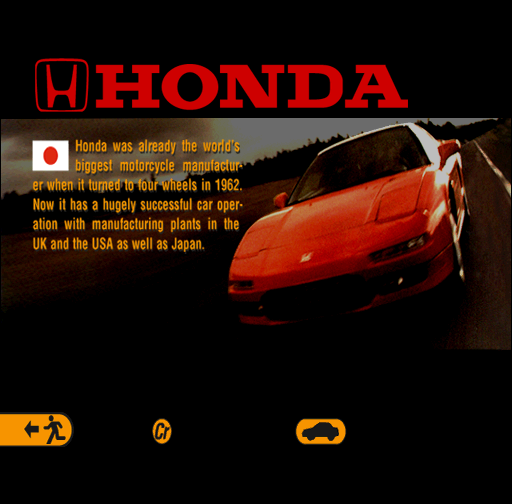 HONDA
Honda was already the world's
biggest motorcycle manufactur-
er when it turned to four wheels in 1962.
Now it has a hugely successful car oper-
ation with manufacturing plants in the
UK and the USA as well as Japan.
Cr